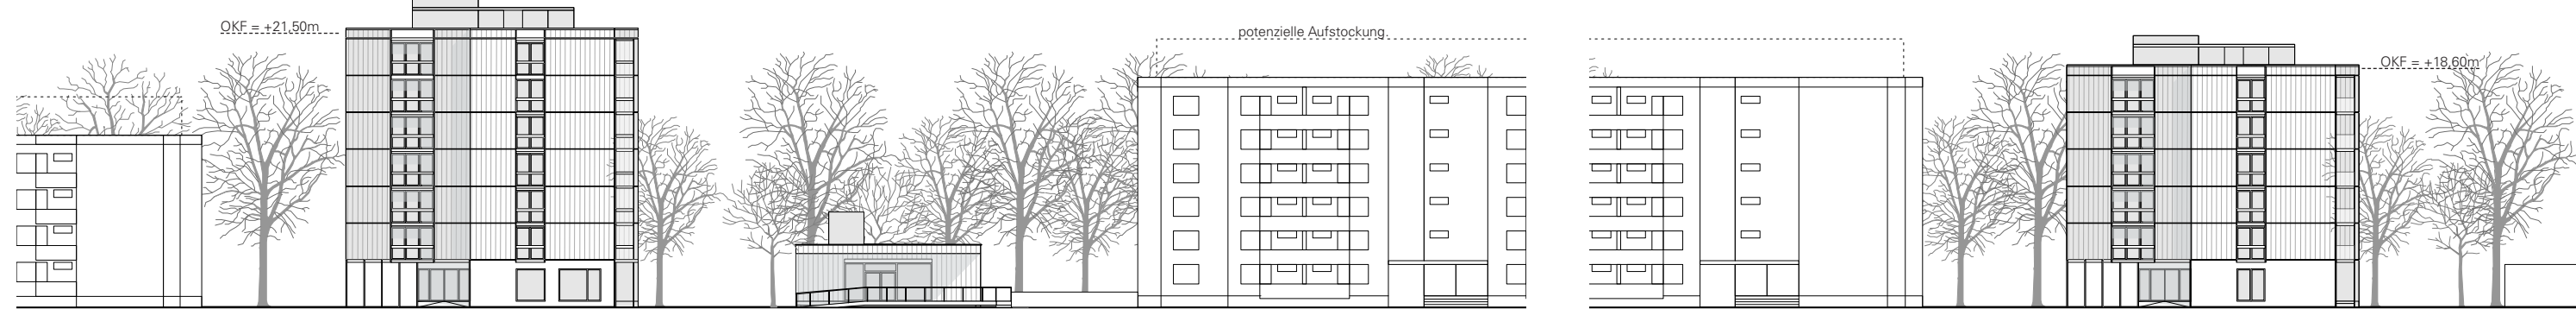 OKF = +21,50m
potenzielle Aufstockung.
OKF = +18,60m